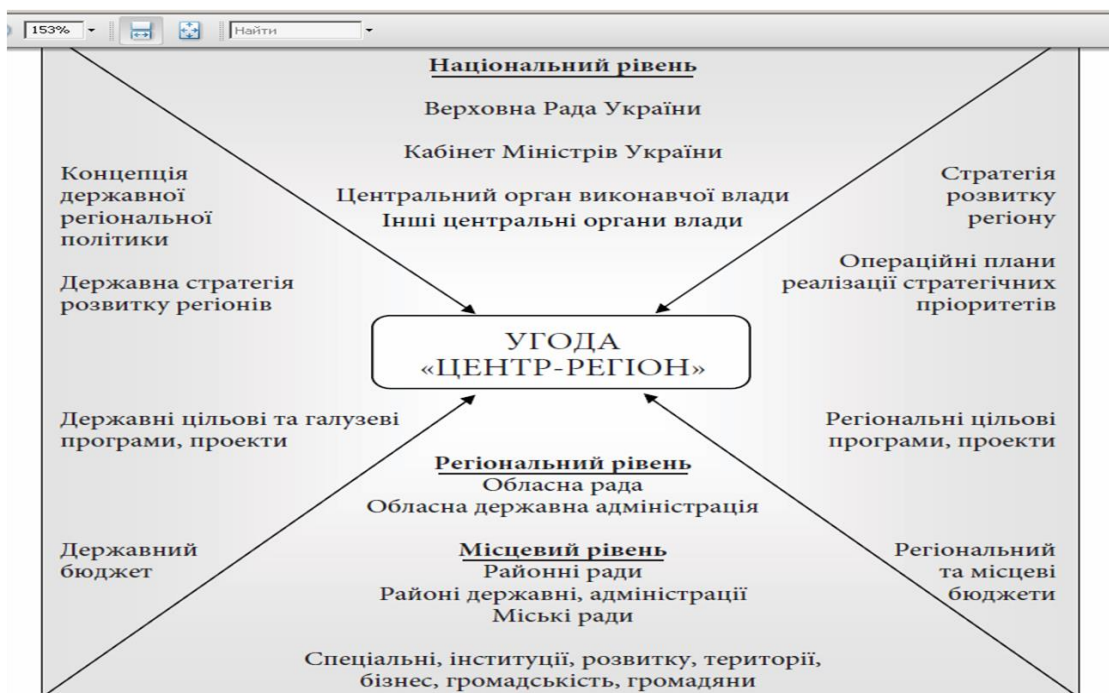 153%
Найти
Національний рівень
Верховна Рада України
Кабінет Міністрів України
Центральний орган виконавчої влади
Інші центральні органи влади
Концепція
державної
регіональної
політики
Державна стратегія
розвитку регіонів
Стратегія
розвитку
регіону
Операційні плани
реалізації стратегічних
пріоритетів
УГОДА
«ЦЕНТР-РЕГІОН»
Державні цільові та галузеві
програми, проекти
Регіональні цільові
програми, проекти
Регіональний рівень
Обласна рада
Обласна державна адміністрація
Державний
бюджет
Місцевий рівень
Районні ради
Районі державні, адміністрації
Міські ради
Регіональний
та місцеві
бюджети
Спеціальні, інституції, розвитку, території,
бізнес, громадськість, громадяни